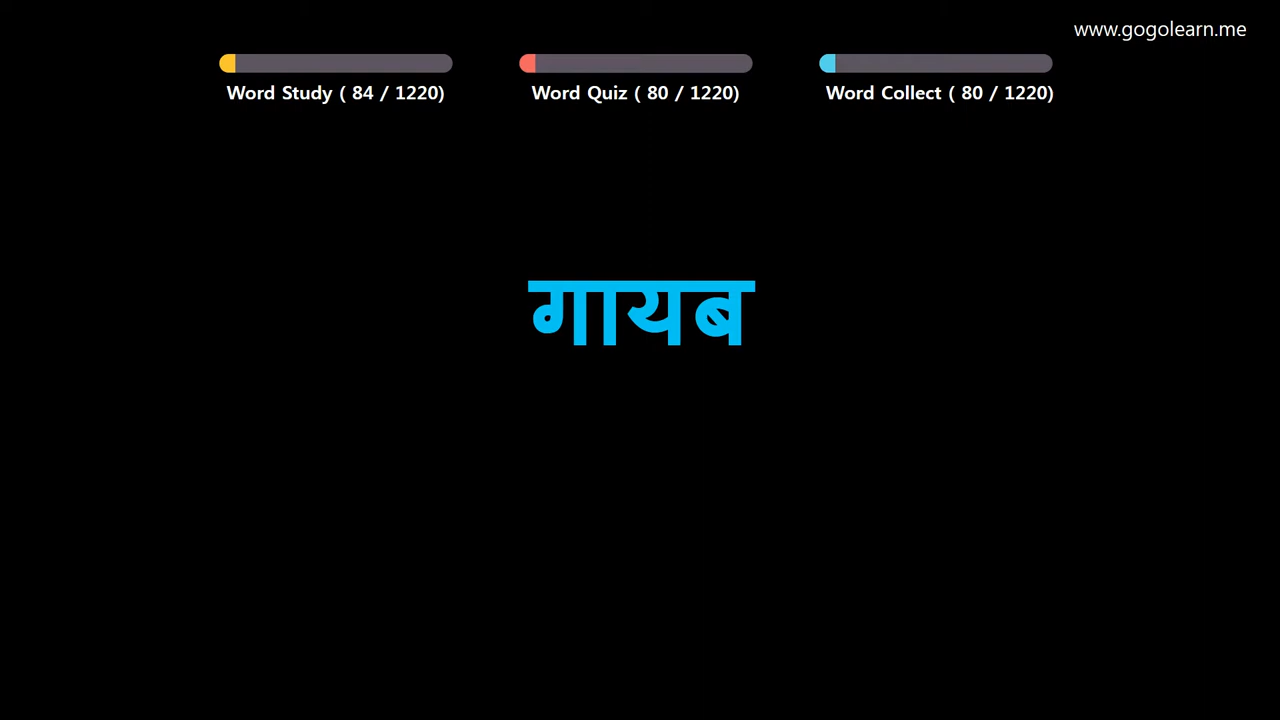 www.gogolearn.me
Word Study ( 84 / 1220)
Word Quiz ( 80 / 1220)
Word Collect ( 80 / 1220)
गायब